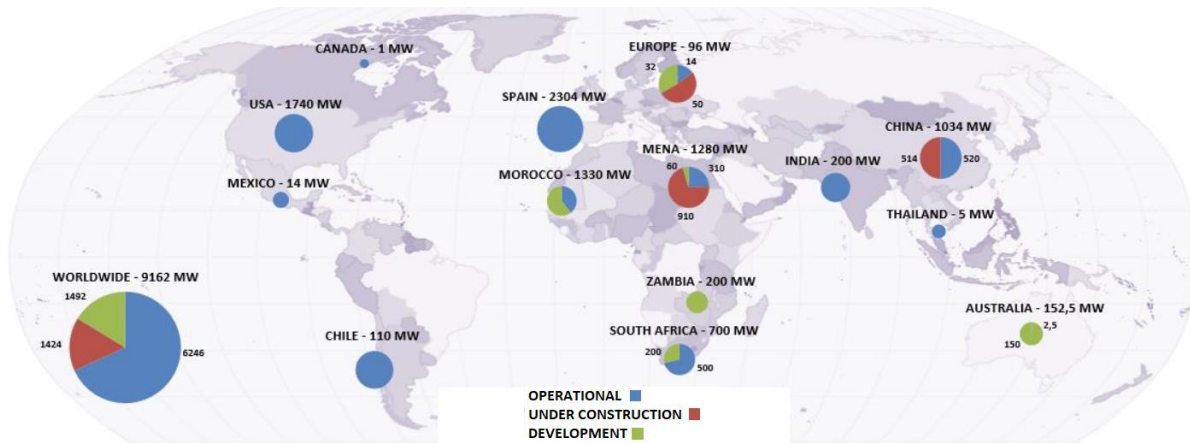 CANADA - 1 MW
EUROPE - 96 MW
32
14
50
USA - 1740 MW
SPAIN - 2304 MW
CHINA - 1034 MW
514
520
MENA - 1280 MW
60
310
910
INDIA - 200 MW
MOROCCO - 1330 MW
MEXICO - 14 MW
THAILAND - 5 MW
WORLDWIDE - 9162 MW
1492
1424
6246
ZAMBIA - 200 MW
AUSTRALIA - 152,5 MW
2,5
150
CHILE - 110 MW
SOUTH AFRICA - 700 MW
200
500
OPERATIONAL
UNDER CONSTRUCTION
DEVELOPMENT